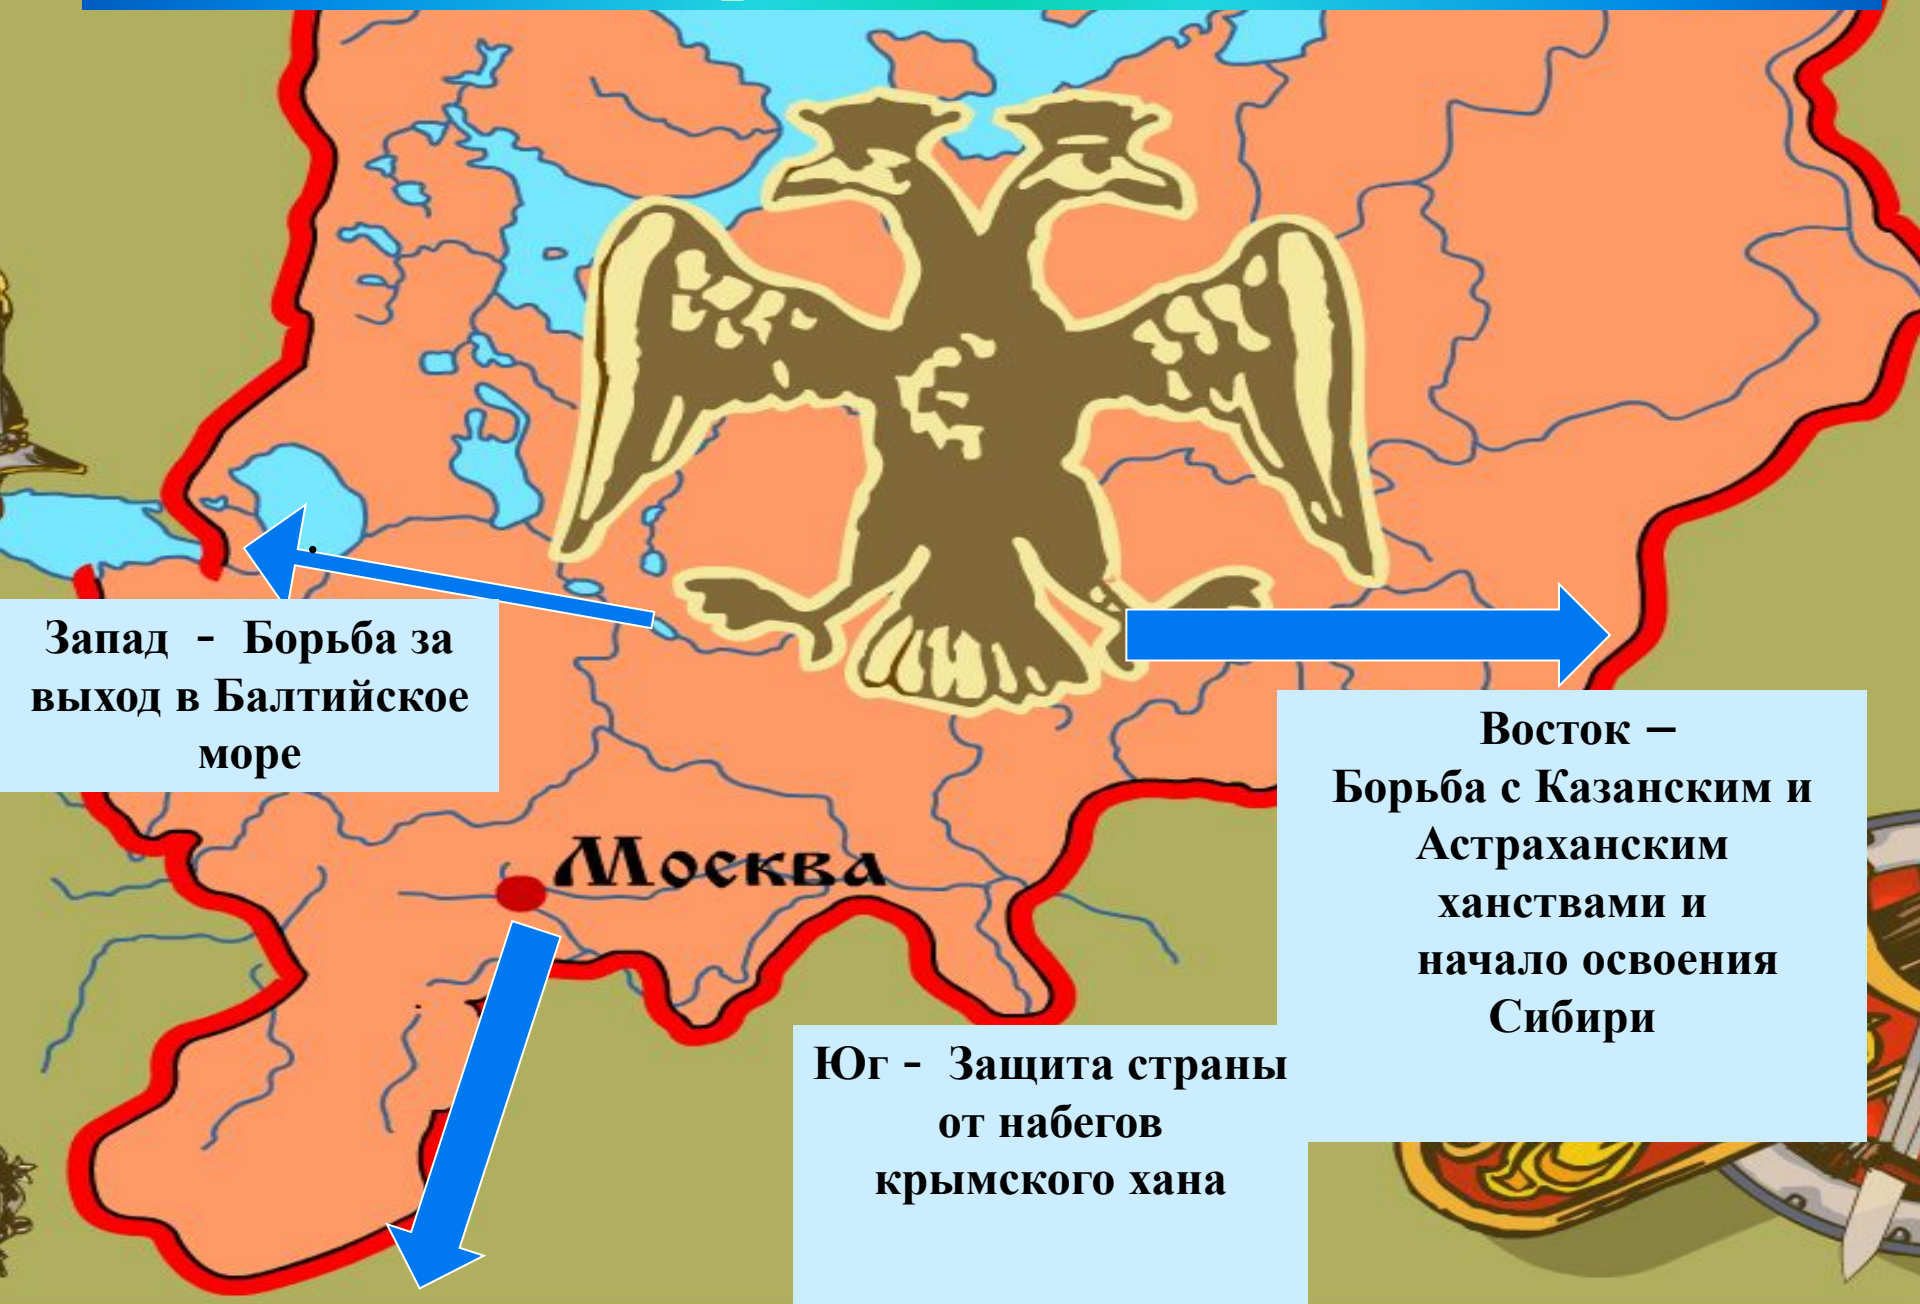 Запад - Борьба за
выход в Балтийское
море
Москва
Восток –
Борьба с Казанским и
Астраханским
ханствами и
начало освоения
Сибири
Юг - Защита страны
от набегов
крымского хана